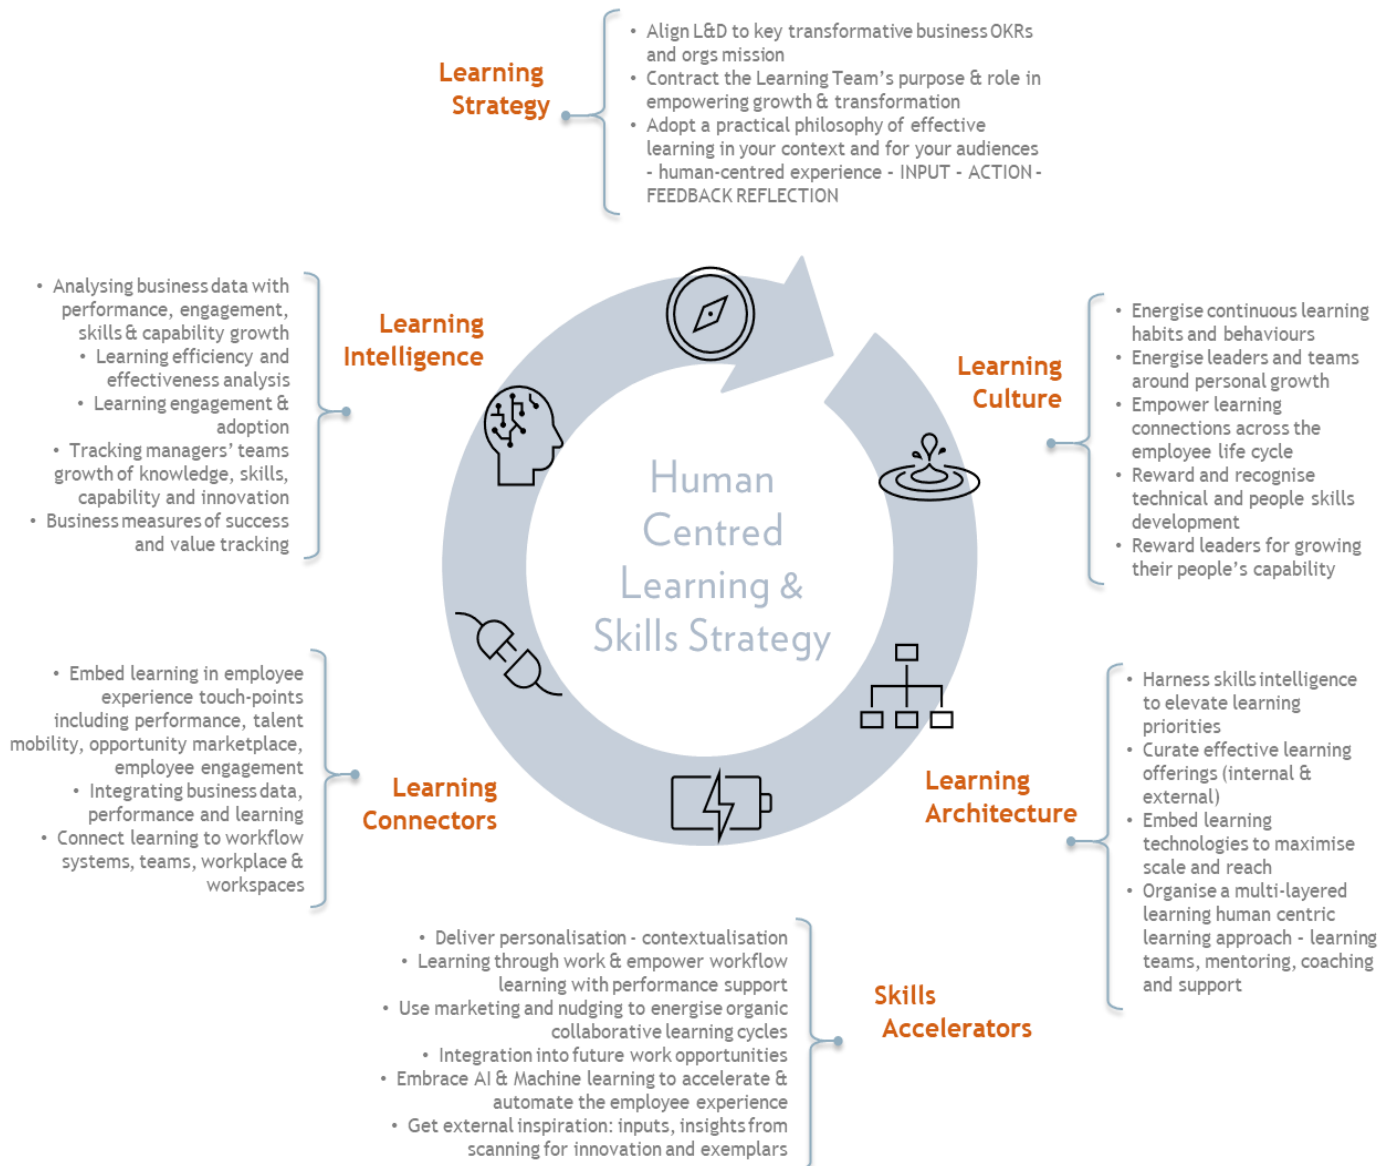 Learning
Strategy
• Align L&D to key transformative business OKRs
and orgs mission
• Contract the Learning Team's purpose & role in
empowering growth & transformation
• Adopt a practical philosophy of effective
learning in your context and for your audiences
- human-centred experience - INPUT - ACTION -
FEEDBACK REFLECTION
Learning
Culture
• Energise continuous learning
habits and behaviours
• Energise leaders and teams
around personal growth
• Empower learning
connections across the
employee life cycle
• Reward and recognise
technical and people skills
development
• Reward leaders for growing
their people's capability
Learning
Architecture
• Harness skills intelligence
to elevate learning
priorities
• Curate effective learning
offerings (internal &
external)
• Embed learning
technologies to maximise
scale and reach
• Organise a multi-layered
learning human centric
learning approach - learning
teams, mentoring, coaching
and support
Skills
Accelerators
• Deliver personalisation - contextualisation
• Learning through work & empower workflow
learning with performance support
• Use marketing and nudging to energise organic
collaborative learning cycles
• Integration into future work opportunities
• Embrace AI & Machine learning to accelerate &
automate the employee experience
• Get external inspiration: inputs, insights from
scanning for innovation and exemplars
Learning
Connectors
• Embed learning in employee
experience touch-points
including performance, talent
mobility, opportunity marketplace,
employee engagement
• Integrating business data,
performance and learning
• Connect learning to workflow
systems, teams, workplace &
workspaces
Learning
Intelligence
• Analysing business data with
performance, engagement,
skills & capability growth
• Learning efficiency and
effectiveness analysis
• Learning engagement &
adoption
• Tracking managers' teams
growth of knowledge, skills,
capability and innovation
• Business measures of success
and value tracking
Human
Centred
Learning &
Skills Strategy